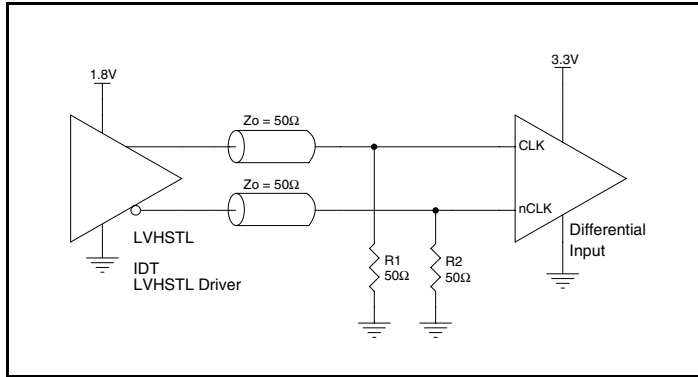 1.8V
3.3V
Zo = 50Ω
CLK
Zo = 50Ω
nCLK
LVHSTL
IDT
LVHSTL Driver
R1
50Ω
R2
50Ω
Differential
Input